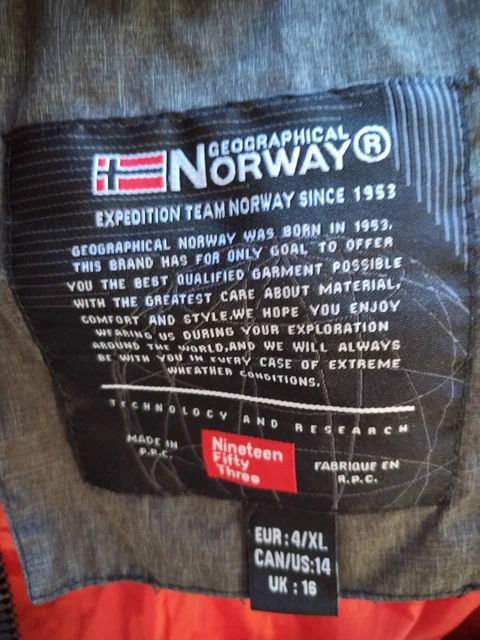 GEOGRAPHICAL
NORWAY®
EXPEDITION TEAM NORWAY SINCE 1953
GEOGRAPHICAL NORWAY WAS BORN IN 1953,
THIS BRAND HAS FOR ONLY GOAL TO OFFER
YOU THE BEST QUALIFIED GARMENT POSSIBLE
WITH THE GREATEST CARE ABOUT MATERIAL,
COMFORT AND STYLE.WE HOPE YOU ENJOY
WEARING US DURING YOUR EXPLORATION
AROUND THE WORLD,AND WE WILL ALWAYS
BE WITH YOU IN EVERY CASE OF EXTREME
WHEATHER CONDITIONS.
TECHNOLOGY AND RESEARCH
MADE IN
P.P.C.
Nineteen
Fifty
Three
FABRIQUE EN
R.P.C.
EUR:4/XL
CAN/US:14
UK:16